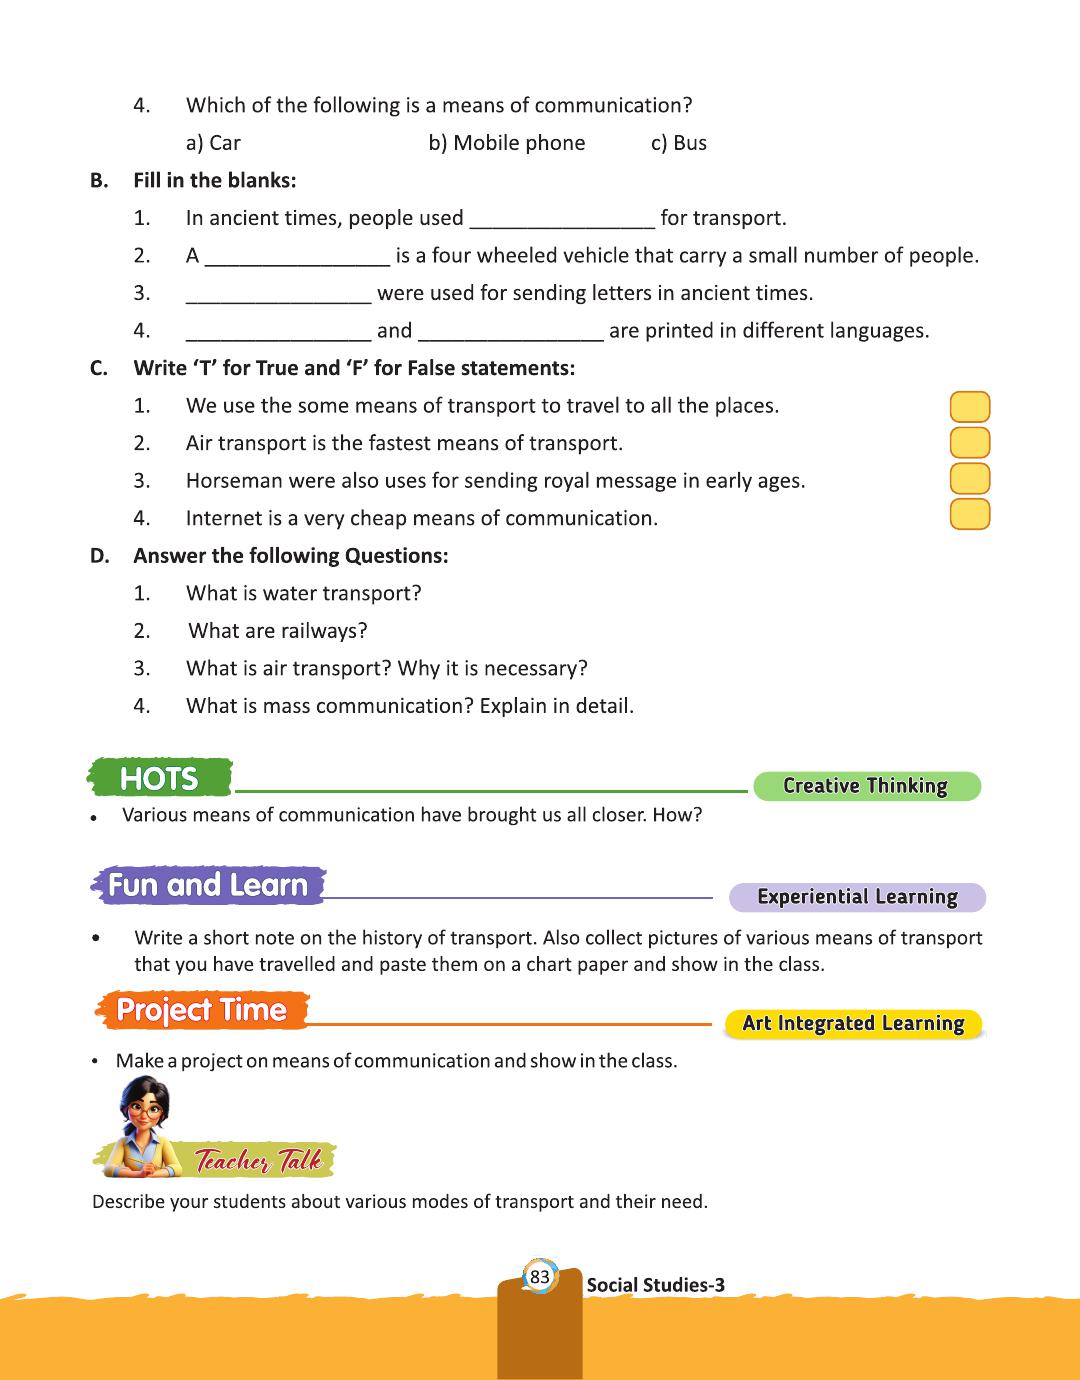 4. Which of the following is a means of communication?
a) Car b) Mobile phone c) Bus
B. Fill in the blanks:
1. In ancient times, people used ________________ for transport.
2. A ________________ is a four wheeled vehicle that carry a small number of people.
3. ________________ were used for sending letters in ancient times.
4. ________________ and ________________ are printed in different languages.
C. Write ‘T’ for True and ‘F’ for False statements:
1. We use the some means of transport to travel to all the places.
2. Air transport is the fastest means of transport.
3. Horseman were also uses for sending royal message in early ages.
4. Internet is a very cheap means of communication.
D. Answer the following Questions:
1. What is water transport?
2. What are railways?
3. What is air transport? Why it is necessary?
4. What is mass communication? Explain in detail.
HOTS Creative Thinking
• Various means of communication have brought us all closer. How?
Fun and Learn Experiential Learning
• Write a short note on the history of transport. Also collect pictures of various means of transport
that you have travelled and paste them on a chart paper and show in the class.
Project Time Art Integrated Learning
• Make a project on means of communication and show in the class.
Teacher Talk
Describe your students about various modes of transport and their need.
83 Social Studies-3